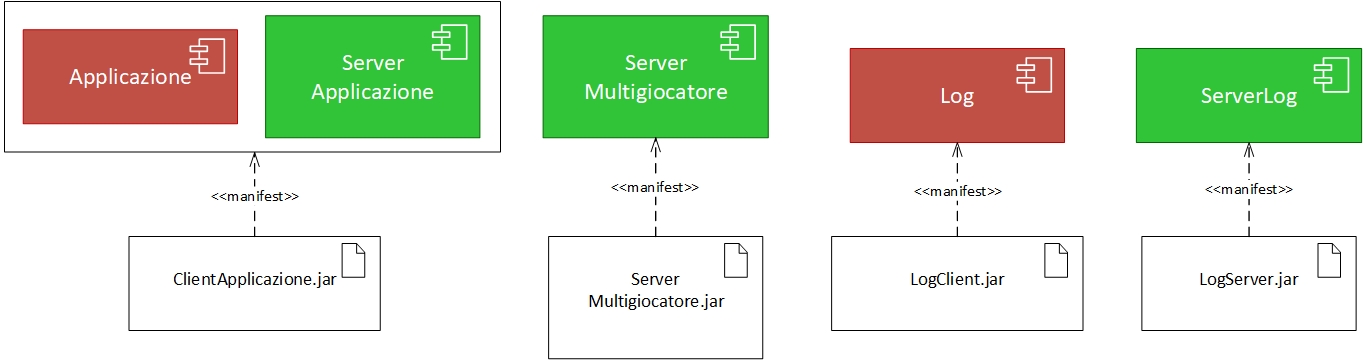 Applicazione
Server
Applicazione
Server
Multigiocatore
Log
ServerLog
<<manifest>>
<<manifest>>
<<manifest>>
<<manifest>>
ClientApplicazione.jar
Server
Multigiocatore.jar
LogClient.jar
LogServer.jar